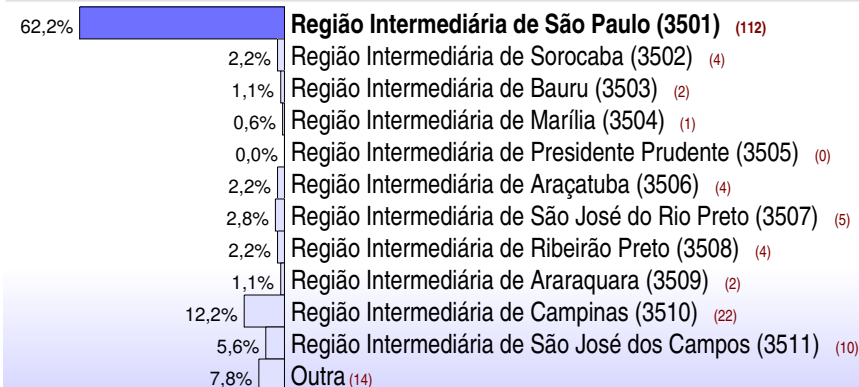 62,2% Região Intermediária de São Paulo (3501) (112)
2,2% Região Intermediária de Sorocaba (3502) (4)
1,1% Região Intermediária de Bauru (3503) (2)
0,6% Região Intermediária de Marília (3504) (1)
0,0% Região Intermediária de Presidente Prudente (3505) (0)
2,2% Região Intermediária de Araçatuba (3506) (4)
2,8% Região Intermediária de São José do Rio Preto (3507) (5)
2,2% Região Intermediária de Ribeirão Preto (3508) (4)
1,1% Região Intermediária de Araraquara (3509) (2)
12,2% Região Intermediária de Campinas (3510) (22)
5,6% Região Intermediária de São José dos Campos (3511) (10)
7,8% Outra (14)